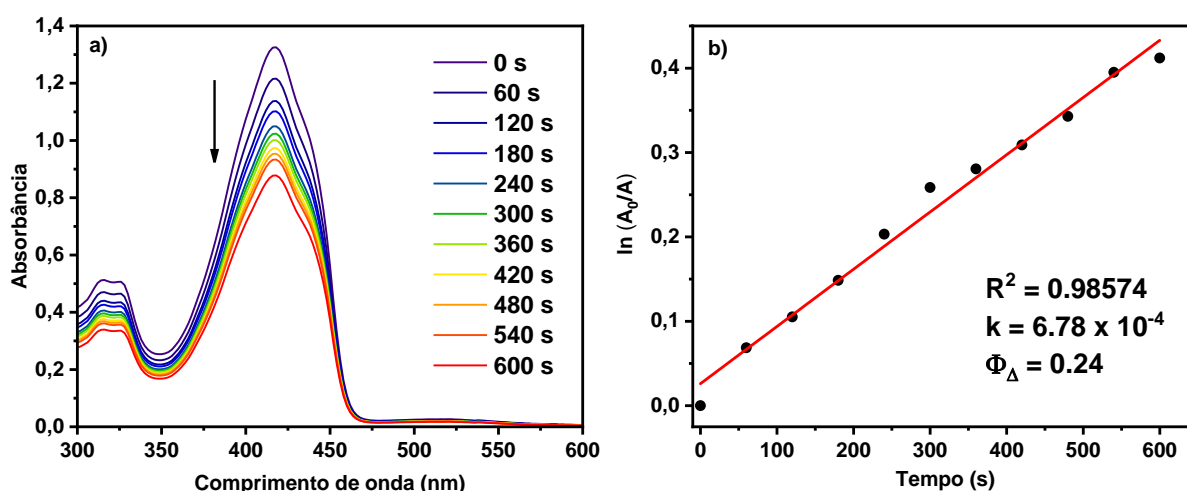 a)
1,4
1,2
1,0
0,8
0,6
0,4
0,2
0,0
Absorbância
300 350 400 450 500 550 600
Comprimento de onda (nm)
0 s
60 s
120 s
180 s
240 s
300 s
360 s
420 s
480 s
540 s
600 s
b)
0,4
0,3
0,2
0,1
0,0
ln (A₀/A)
0 100 200 300 400 500 600
Tempo (s)
R² = 0.98574
k = 6.78 x 10⁻⁴
Φ_Δ = 0.24